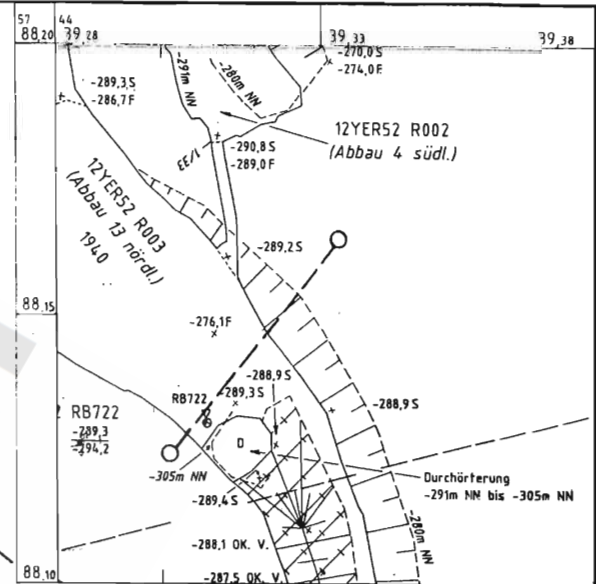 57 44
39,28
39,33
39,38
88,20
-289,3 S
-286,7 F
-291m NN
-280m NN
-270,0 S
-274,0 F
12YER52 R002
(Abbau 4 südl.)
-290,8 S
-289,0 F
1/33
12YER52 R003
(Abbau 13 nördl.)
1940
-289,2 S
88,15
-276,1 F
-288,9 S
-289,3 S
RB722
-288,9 S
RB722
-289,3
-294,2
D
-305m NN
Durchörterung
-291m NN bis -305m NN
-289,4 S
-280m NN
-288,1 OK. V.
-287,5 OK. V.
88,10